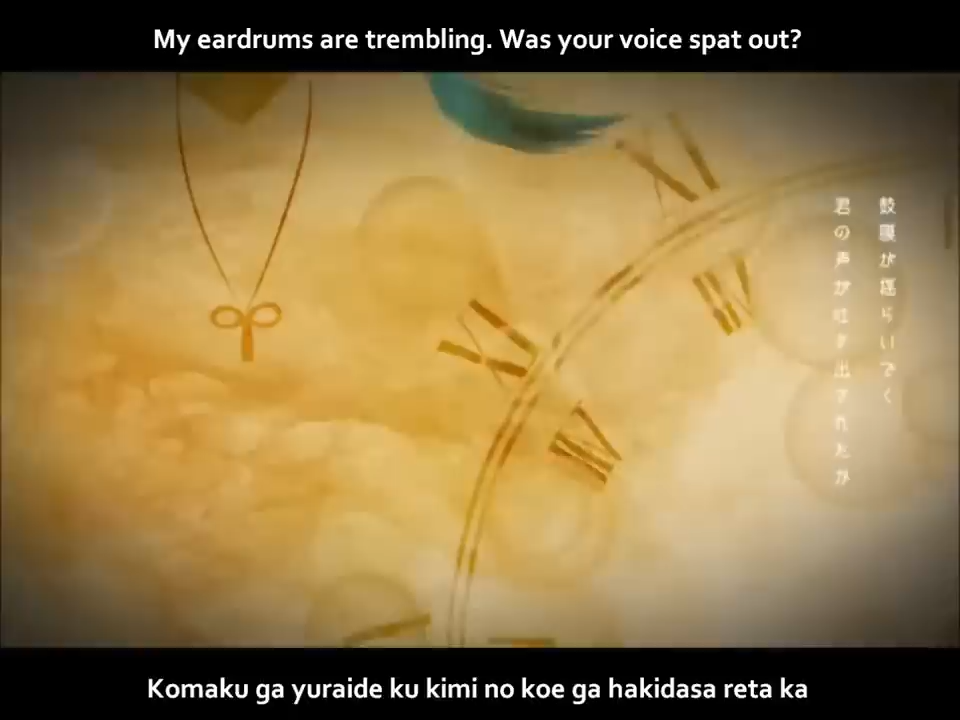 My eardrums are trembling. Was your voice spat out?
鼓膜が揺らいでく
君の声が吐き出されたか
Komaku ga yuraide ku kimi no koe ga hakidasa reta ka